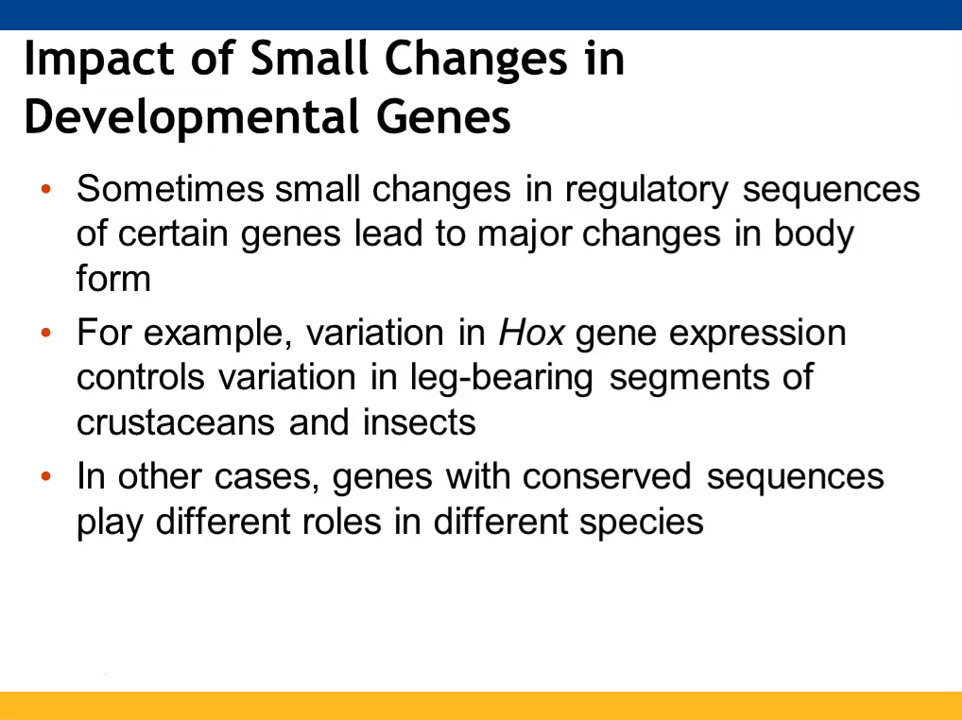 Impact of Small Changes in
Developmental Genes
• Sometimes small changes in regulatory sequences
of certain genes lead to major changes in body
form
• For example, variation in Hox gene expression
controls variation in leg-bearing segments of
crustaceans and insects
• In other cases, genes with conserved sequences
play different roles in different species